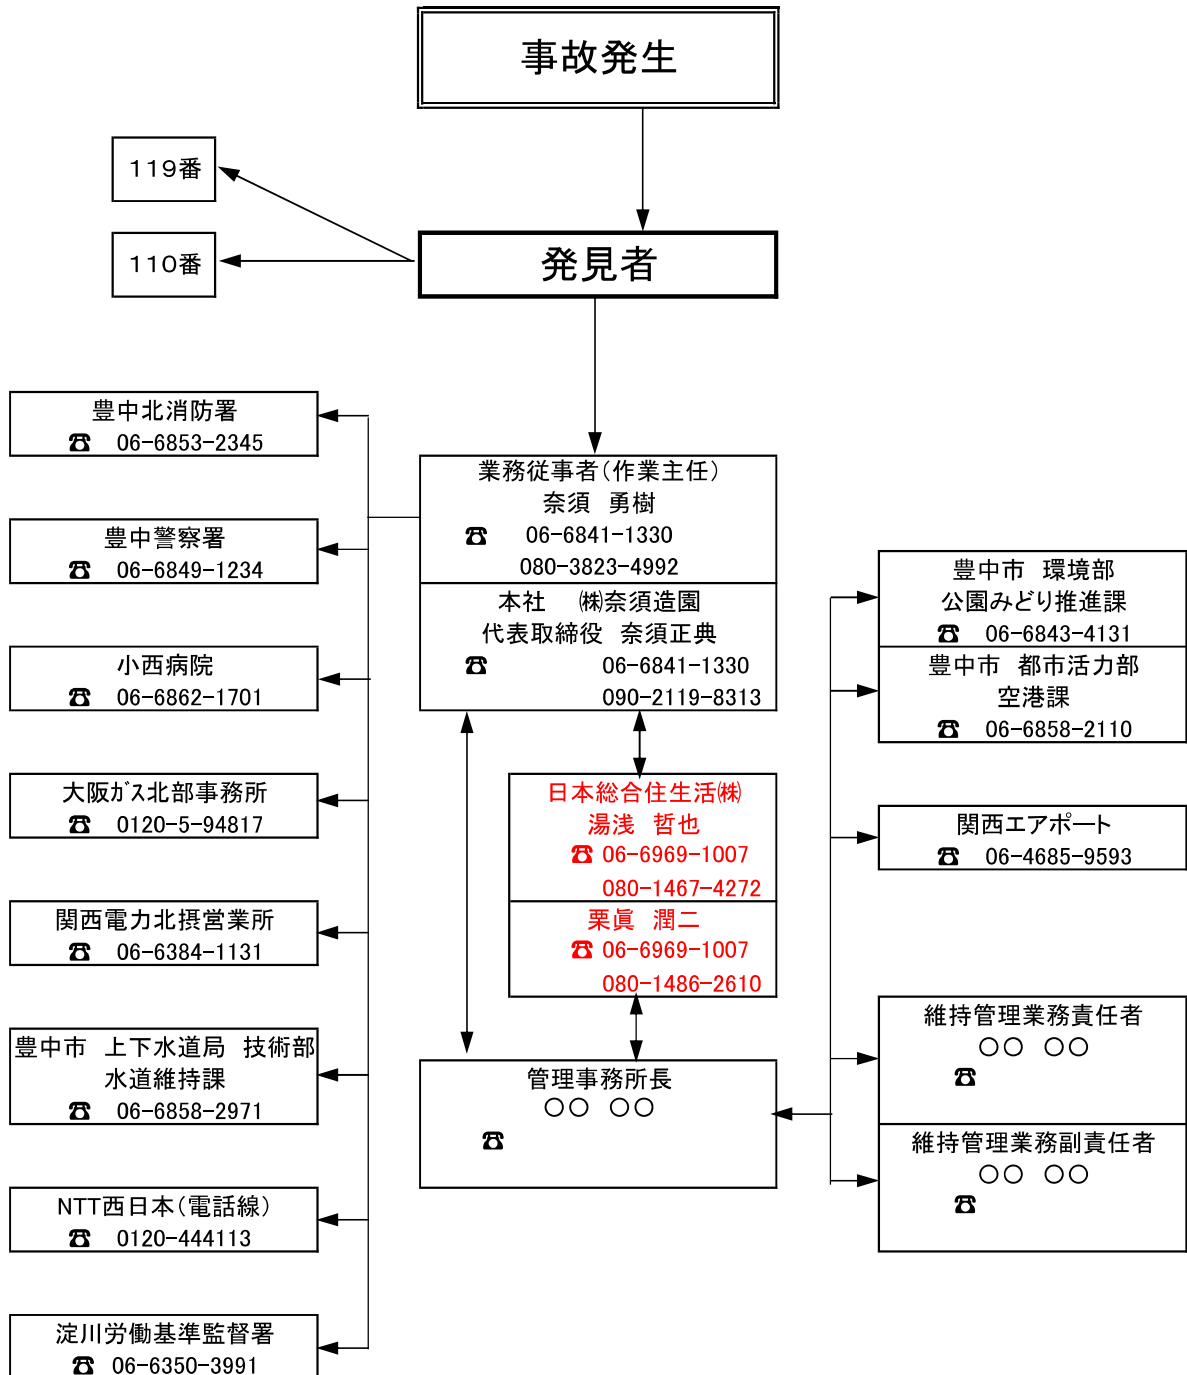 事故発生
119番
110番
発見者
豊中北消防署
☎ 06-6853-2345
豊中警察署
☎ 06-6849-1234
小西病院
☎ 06-6862-1701
大阪ガス北部事務所
☎ 0120-5-94817
関西電力北摂営業所
☎ 06-6384-1131
豊中市 上下水道局 技術部
水道維持課
☎ 06-6858-2971
NTT西日本(電話線)
☎ 0120-444113
淀川労働基準監督署
☎ 06-6350-3991
業務従事者(作業主任)
奈須 勇樹
☎ 06-6841-1330
080-3823-4992
本社 ㈱奈須造園
代表取締役 奈須正典
☎ 06-6841-1330
090-2119-8313
日本総合住生活㈱
湯浅 哲也
☎ 06-6969-1007
080-1467-4272
栗眞 潤二
☎ 06-6969-1007
080-1486-2610
管理事務所長
○○ ○○
☎
豊中市 環境部
公園みどり推進課
☎ 06-6843-4131
豊中市 都市活力部
空港課
☎ 06-6858-2110
関西エアポート
☎ 06-4685-9593
維持管理業務責任者
○○ ○○
☎
維持管理業務副責任者
○○ ○○
☎